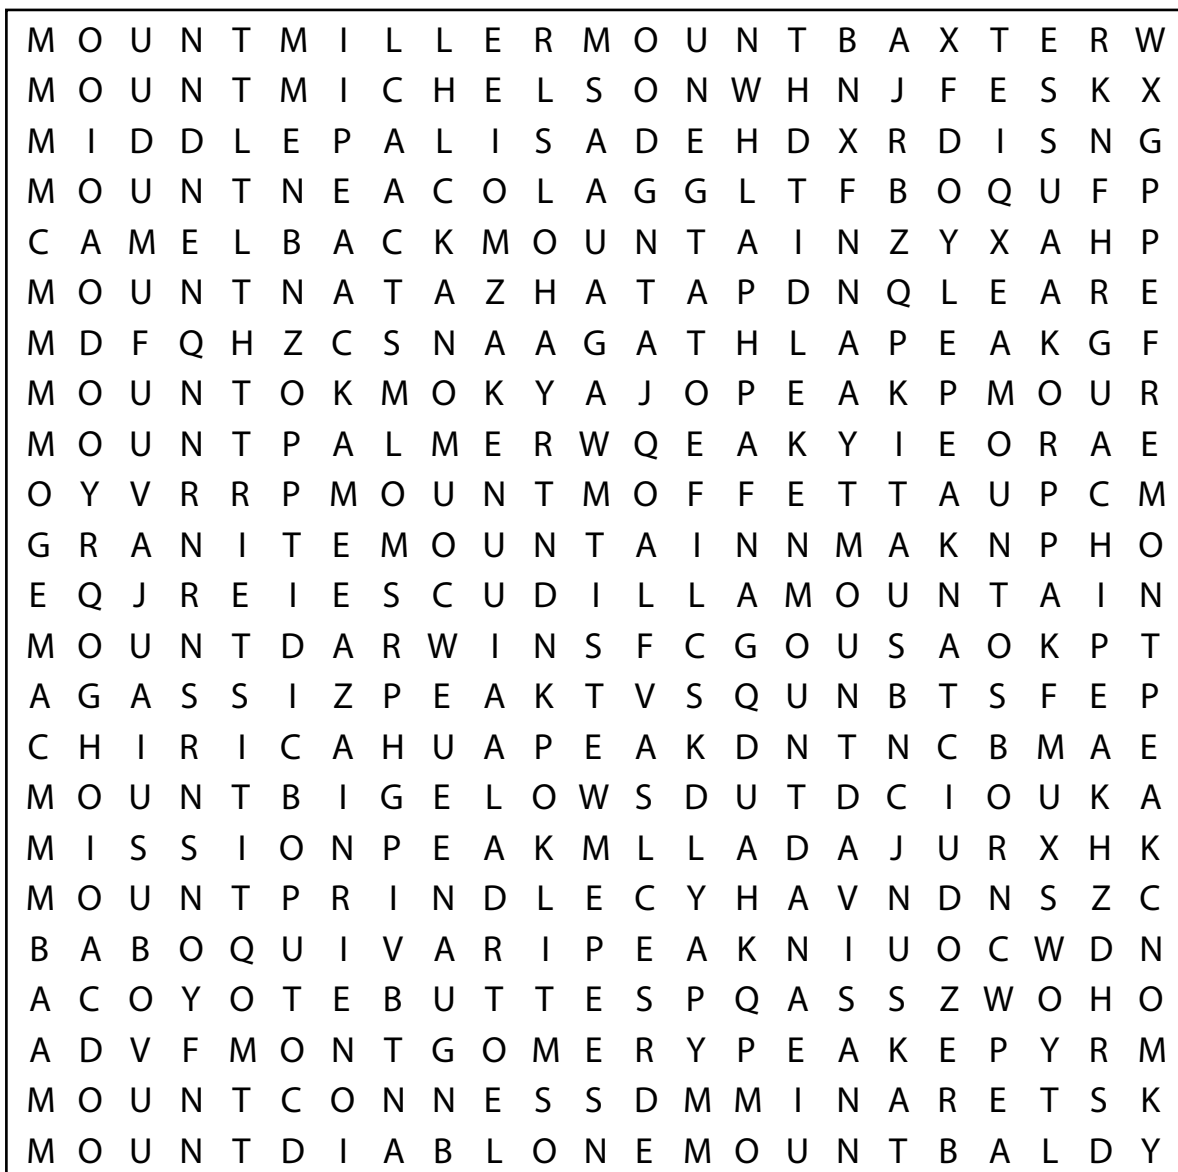 M O U N T M I L L E R M O U N T B A X T E R W
M O U N T M I C H E L S O N W H N J F E S K X
M I D D L E P A L I S A D E H D X R D I S N G
M O U N T N E A C O L A G G L T F B O Q U F P
C A M E L B A C K M O U N T A I N Z Y X A H P
M O U N T N A T A Z H A T A P D N Q L E A R E
M D F Q H Z C S N A A G A T H L A P E A K G F
M O U N T O K M O K Y A J O P E A K P M O U R
M O U N T P A L M E R W Q E A K Y I E O R A E
O Y V R R P M O U N T M O F F E T T A U P C M
G R A N I T E M O U N T A I N N M A K N P H O
E Q J R E I E S C U D I L L A M O U N T A I N
M O U N T D A R W I N S F C G O U S A O K P T
A G A S S I Z P E A K T V S Q U N B T S F E P
C H I R I C A H U A P E A K D N T N C B M A E
M O U N T B I G E L O W S D U T D C I O U K A
M I S S I O N P E A K M L L A D A J U R X H K
M O U N T P R I N D L E C Y H A V N D N S Z C
B A B O Q U I V A R I P E A K N I U O C W D N
A C O Y O T E B U T T E S P Q A S S Z W O H O
A D V F M O N T G O M E R Y P E A K E P Y R M
M O U N T C O N N E S S D M M I N A R E T S K
M O U N T D I A B L O N E M O U N T B A L D Y